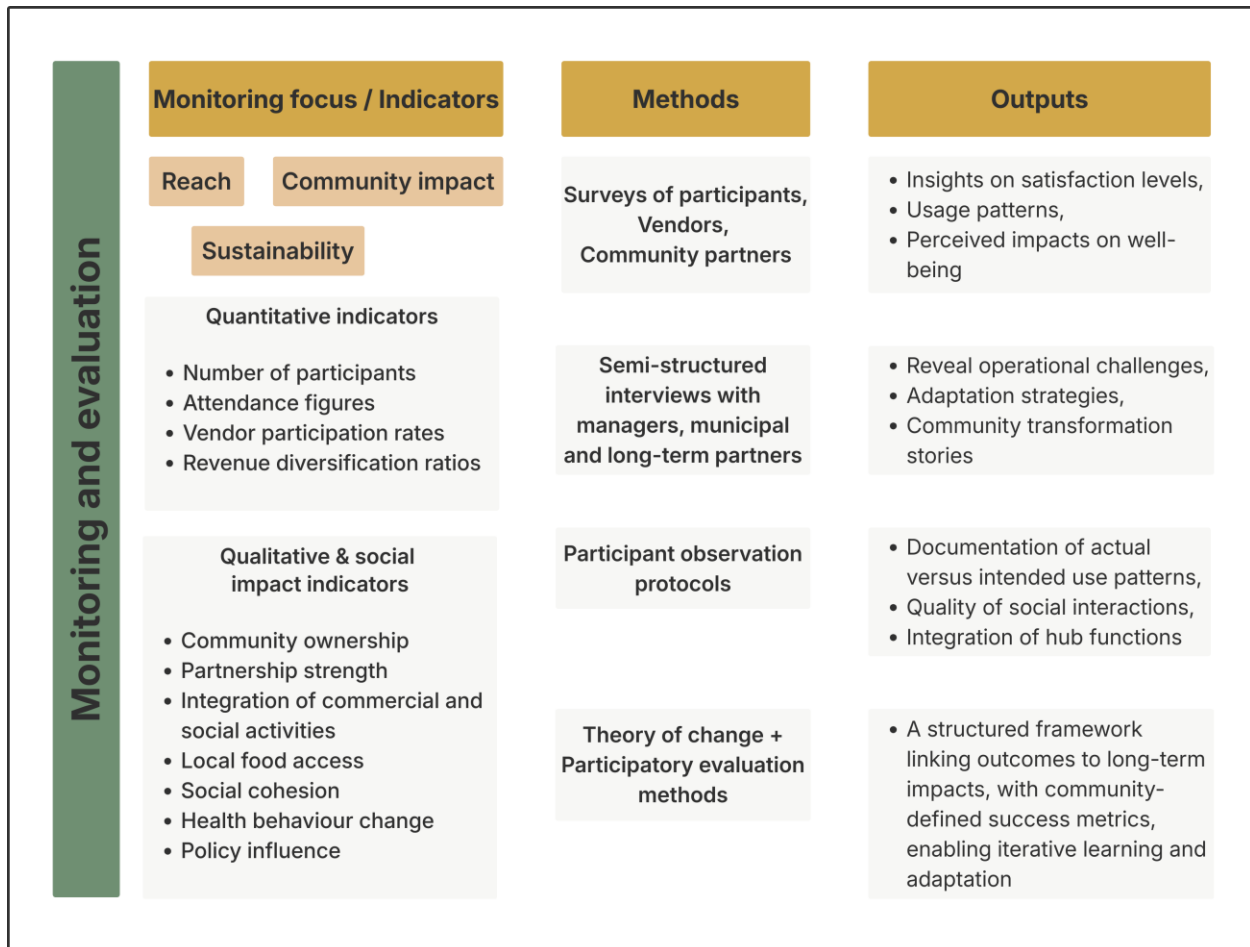 Monitoring and evaluation
Monitoring focus / Indicators
Reach
Community impact
Sustainability
Quantitative indicators
• Number of participants
• Attendance figures
• Vendor participation rates
• Revenue diversification ratios
Qualitative & social
impact indicators
• Community ownership
• Partnership strength
• Integration of commercial and
social activities
• Local food access
• Social cohesion
• Health behaviour change
• Policy influence
Methods
Surveys of participants,
Vendors,
Community partners
Semi-structured
interviews with
managers, municipal
and long-term partners
Participant observation
protocols
Theory of change +
Participatory evaluation
methods
Outputs
• Insights on satisfaction levels,
• Usage patterns,
• Perceived impacts on well-
being
• Reveal operational challenges,
• Adaptation strategies,
• Community transformation
stories
• Documentation of actual
versus intended use patterns,
• Quality of social interactions,
• Integration of hub functions
• A structured framework
linking outcomes to long-term
impacts, with community-
defined success metrics,
enabling iterative learning and
adaptation